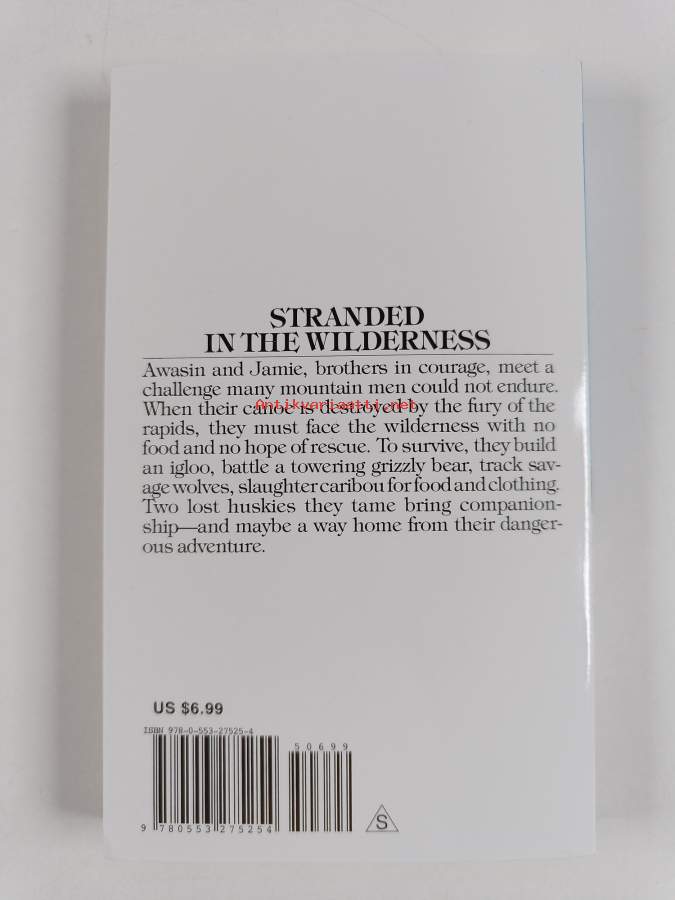 STRANDED
IN THE WILDERNESS
Awasin and Jamie, brothers in courage, meet a
challenge many mountain men could not endure.
When their canoe is destroyed by the fury of the
Antikvariaatti.net
rapids, they must face the wilderness with no
food and no hope of rescue. To survive, they build
an igloo, battle a towering grizzly bear, track sav-
age wolves, slaughter caribou for food and clothing.
Two lost huskies they tame bring companion-
ship—and maybe a way home from their danger-
ous adventure.
US $6.99
ISBN 978-0-553-27525-4
50699
9 780553 275254
S